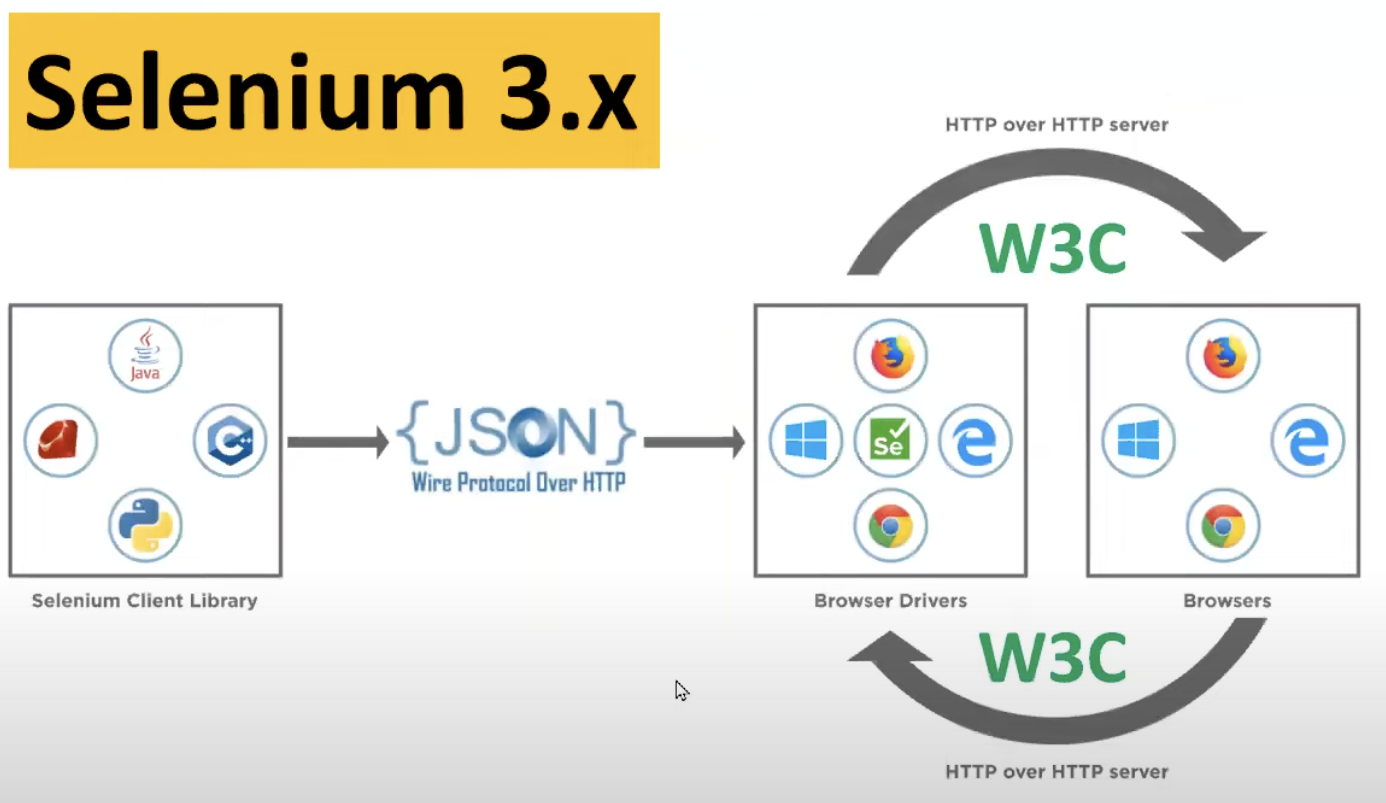 Selenium 3.x
HTTP over HTTP server
W3C
Java
C++
{JSON}
Wire Protocol Over HTTP
Se
Selenium Client Library
Browser Drivers
Browsers
W3C
HTTP over HTTP server